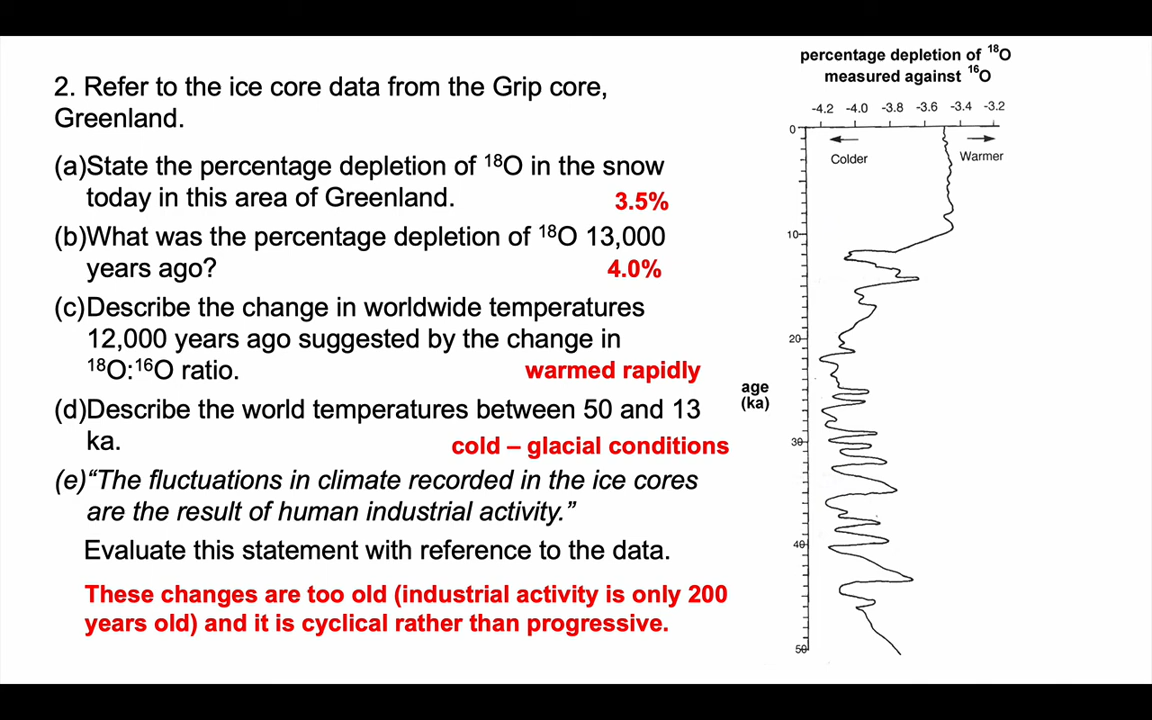 percentage depletion of ¹⁸O
measured against ¹⁶O
2. Refer to the ice core data from the Grip core,
Greenland.
(a)State the percentage depletion of ¹⁸O in the snow
today in this area of Greenland.
3.5%
(b)What was the percentage depletion of ¹⁸O 13,000
years ago?
4.0%
(c)Describe the change in worldwide temperatures
12,000 years ago suggested by the change in
¹⁸O:¹⁶O ratio.
warmed rapidly
(d)Describe the world temperatures between 50 and 13
ka.
cold – glacial conditions
(e)“The fluctuations in climate recorded in the ice cores
are the result of human industrial activity.”
Evaluate this statement with reference to the data.
These changes are too old (industrial activity is only 200
years old) and it is cyclical rather than progressive.
-4.2 -4.0 -3.8 -3.6 -3.4 -3.2
0
Colder
Warmer
10
20
age
(ka)
30
40
50